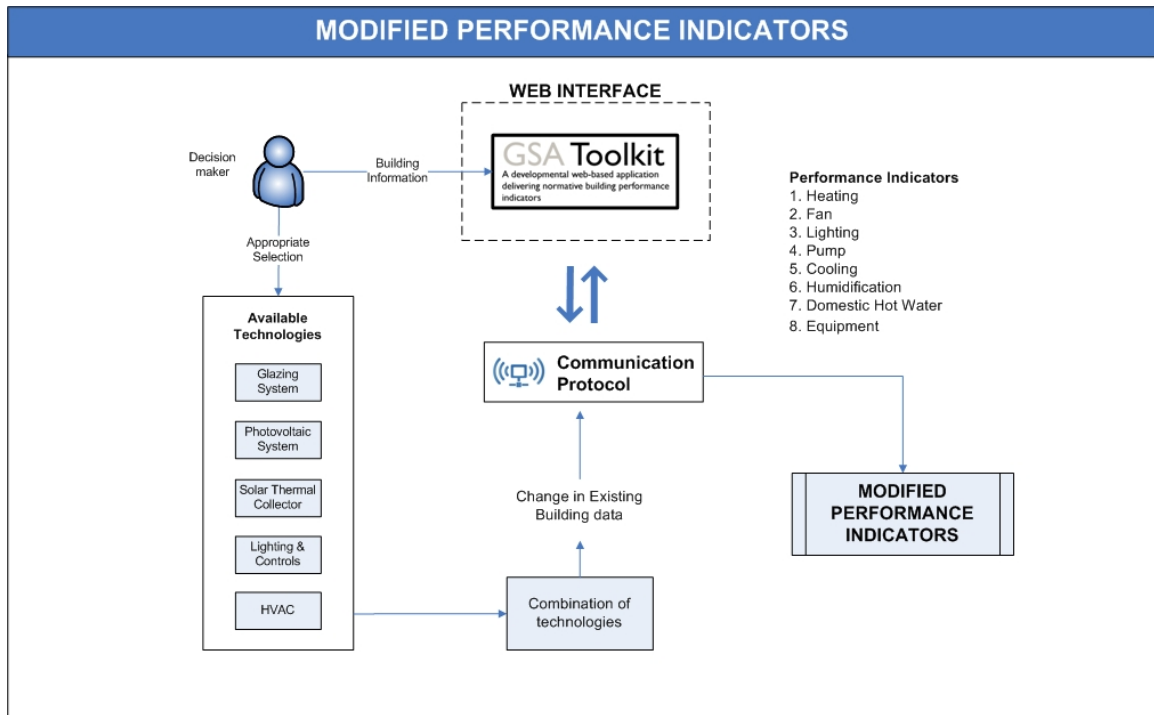 MODIFIED PERFORMANCE INDICATORS
WEB INTERFACE
GSA Toolkit
A developmental web-based application
delivering normative building performance
indicators
Decision
maker
Building
Information
Performance Indicators
1. Heating
2. Fan
3. Lighting
4. Pump
5. Cooling
6. Humidification
7. Domestic Hot Water
8. Equipment
Appropriate
Selection
Available
Technologies
Glazing
System
Photovoltaic
System
Solar Thermal
Collector
Lighting &
Controls
HVAC
Communication
Protocol
Change in Existing
Building data
Combination of
technologies
MODIFIED
PERFORMANCE
INDICATORS